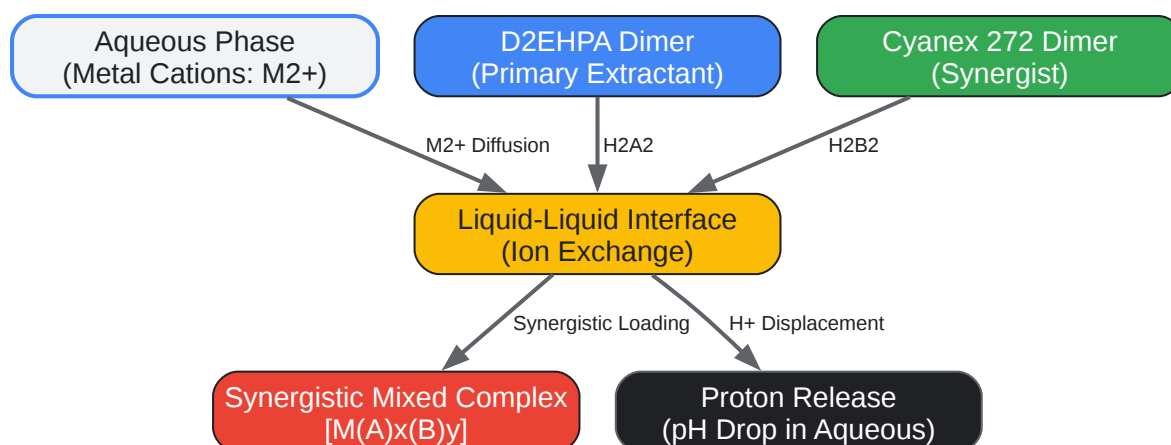 Aqueous Phase
(Metal Cations: M2+)
D2EHPA Dimer
(Primary Extractant)
Cyanex 272 Dimer
(Synergist)
M2+ Diffusion
H2A2
H2B2
Liquid-Liquid Interface
(Ion Exchange)
Synergistic Loading
H+ Displacement
Synergistic Mixed Complex
[M(A)x(B)y]
Proton Release
(pH Drop in Aqueous)